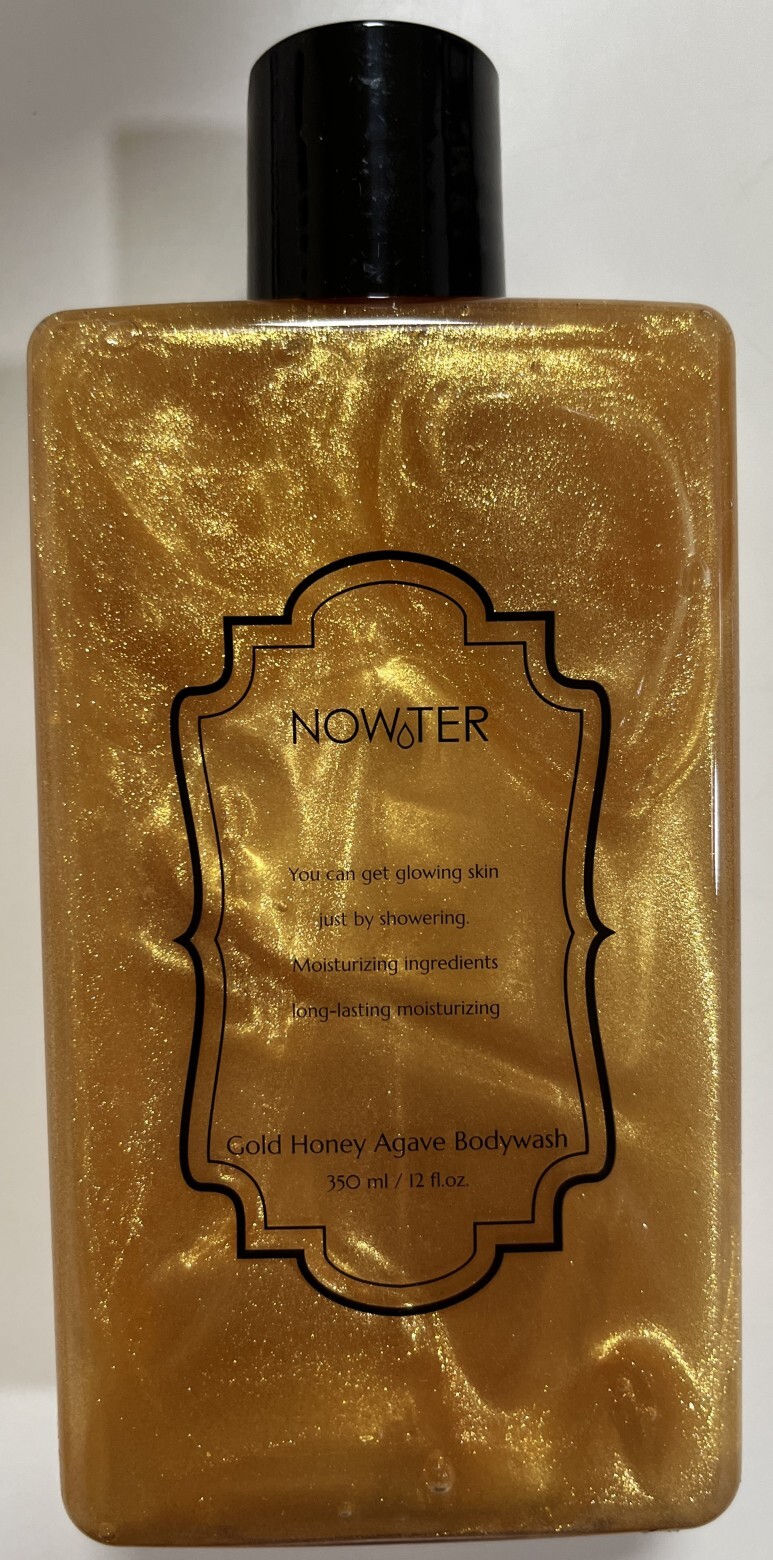 NOWTER
You can get glowing skin
just by showering.
Moisturizing ingredients
long-lasting moisturizing
Gold Honey Agave Bodywash
350 ml / 12 fl.oz.